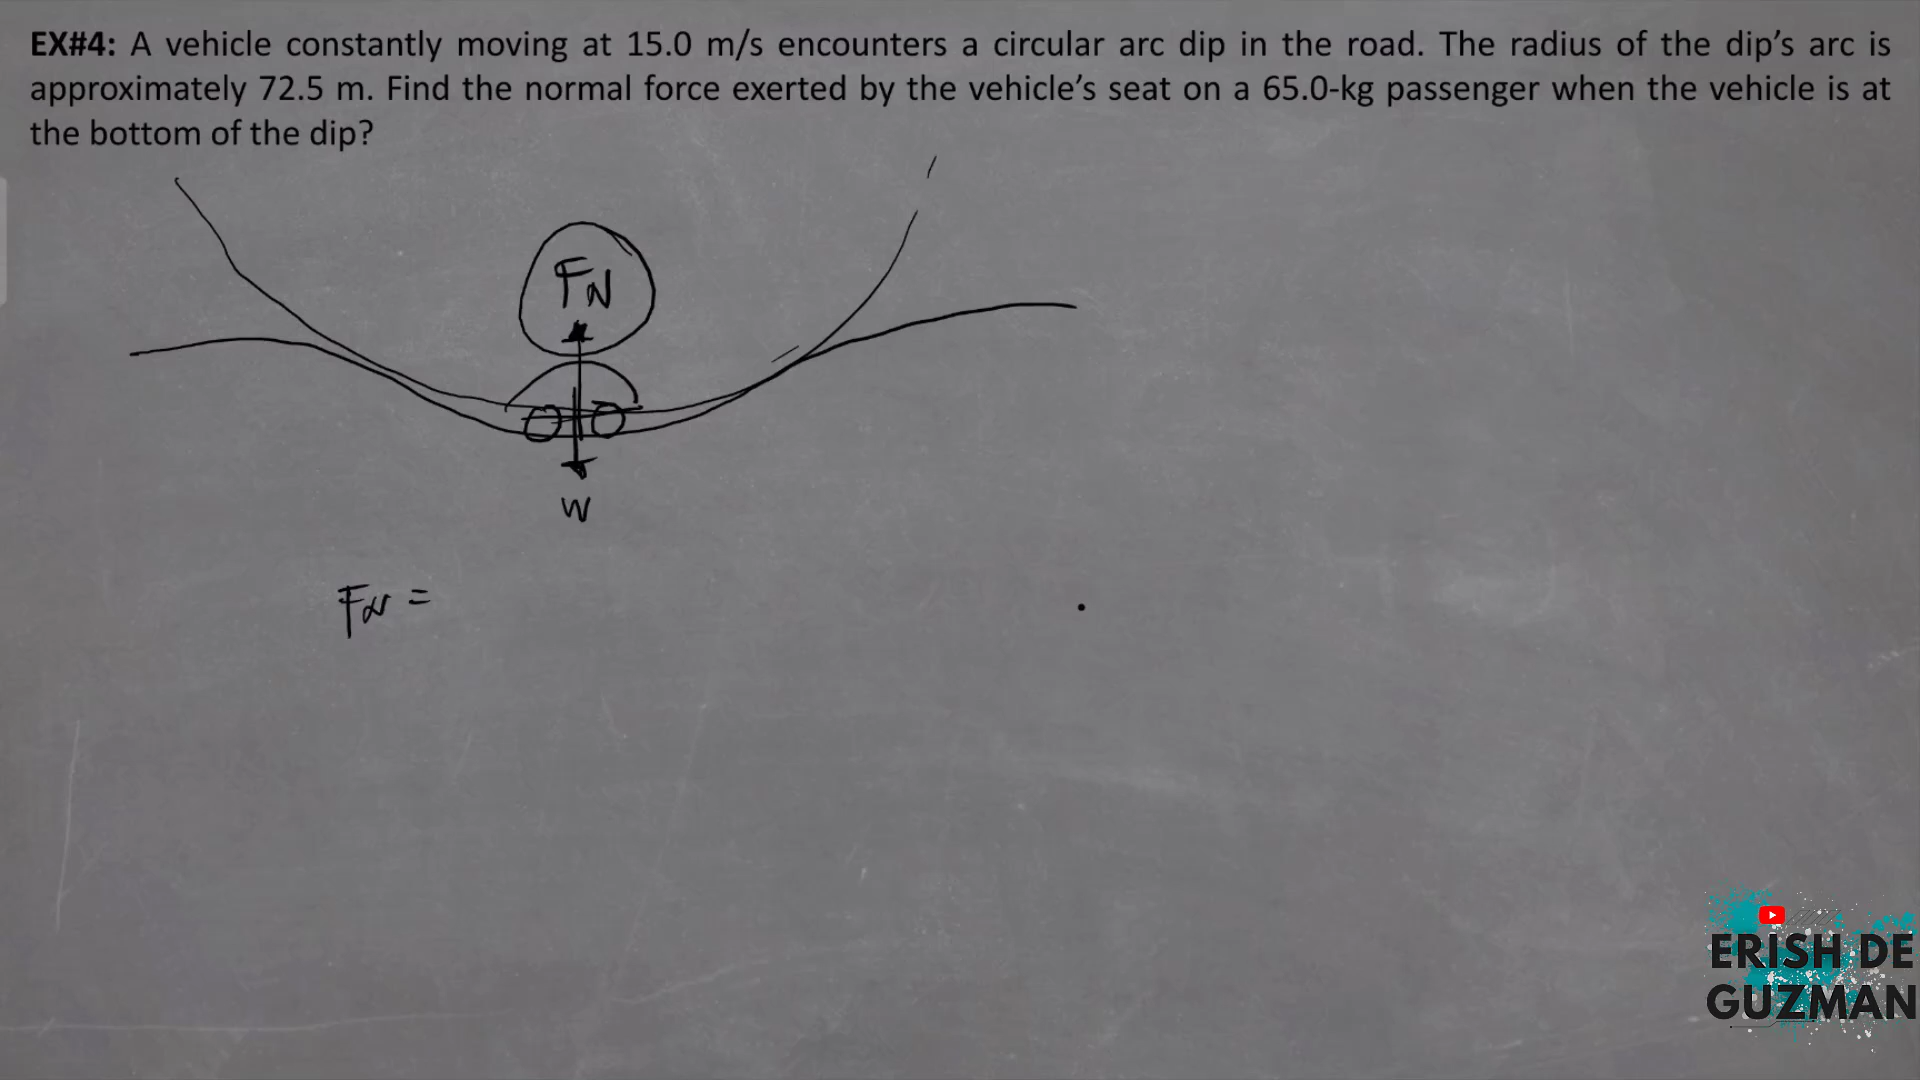 EX#4: A vehicle constantly moving at 15.0 m/s encounters a circular arc dip in the road. The radius of the dip’s arc is
approximately 72.5 m. Find the normal force exerted by the vehicle’s seat on a 65.0-kg passenger when the vehicle is at
the bottom of the dip?
FN
W
FN =
ERISH DE
GUZMAN